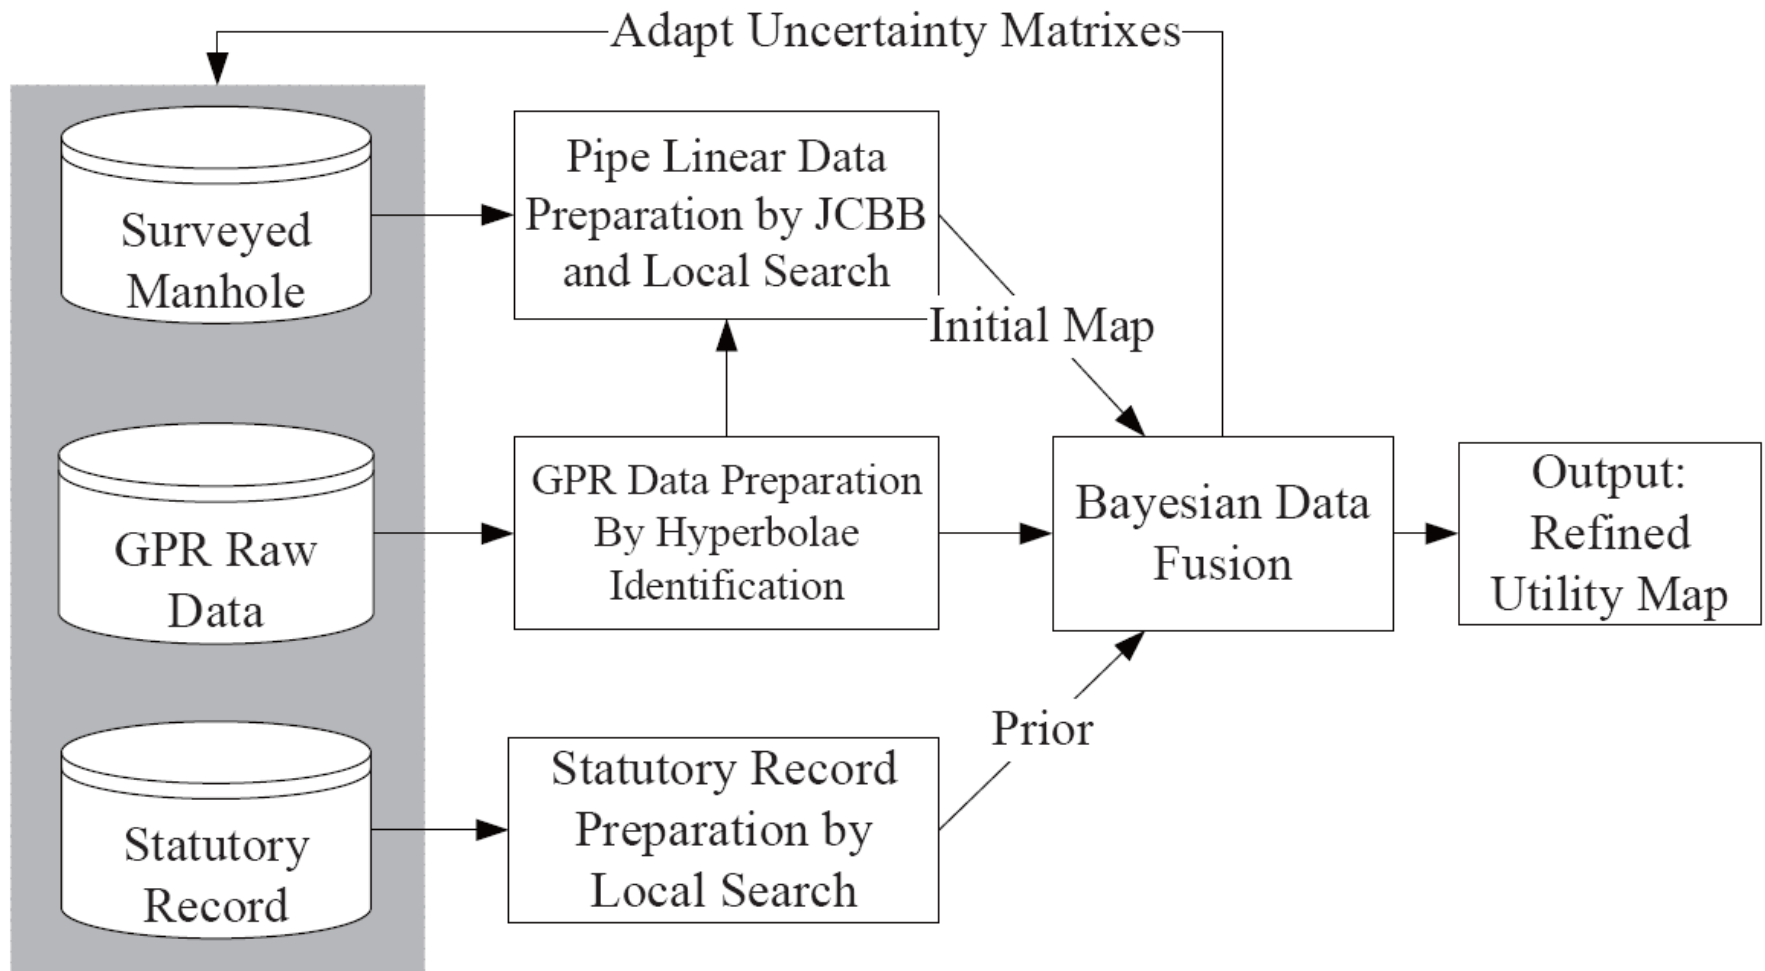 Adapt Uncertainty Matrixes
Surveyed
Manhole
Pipe Linear Data
Preparation by JCBB
and Local Search
Initial Map
GPR Raw
Data
GPR Data Preparation
By Hyperbolae
Identification
Bayesian Data
Fusion
Output:
Refined
Utility Map
Prior
Statutory
Record
Statutory Record
Preparation by
Local Search